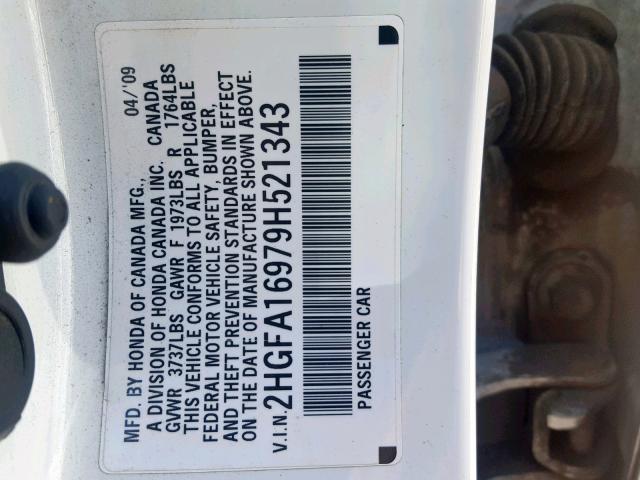 MFD. BY HONDA OF CANADA MFG., 04/'09
A DIVISION OF HONDA CANADA INC. CANADA
GVWR 3737LBS GAWR F 1973LBS R 1764LBS
THIS VEHICLE CONFORMS TO ALL APPLICABLE
FEDERAL MOTOR VEHICLE SAFETY, BUMPER,
AND THEFT PREVENTION STANDARDS IN EFFECT
ON THE DATE OF MANUFACTURE SHOWN ABOVE.
V.I.N. 2HGFA16979H521343
PASSENGER CAR